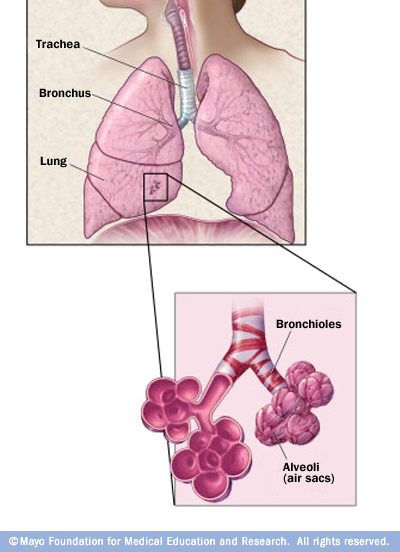 Trachea
Bronchus
Lung
Bronchioles
Alveoli
(air sacs)
©Mayo Foundation for Medical Education and Research. All rights reserved.